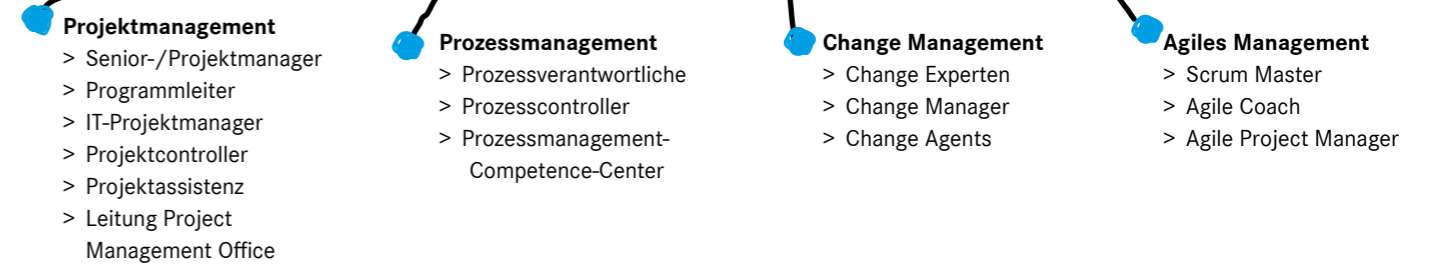 Projektmanagement
> Senior-/Projektmanager
> Programmleiter
> IT-Projektmanager
> Projektcontroller
> Projektassistenz
> Leitung Project
Management Office
Prozessmanagement
> Prozessverantwortliche
> Prozesscontroller
> Prozessmanagement-
Competence-Center
Change Management
> Change Experten
> Change Manager
> Change Agents
Agiles Management
> Scrum Master
> Agile Coach
> Agile Project Manager